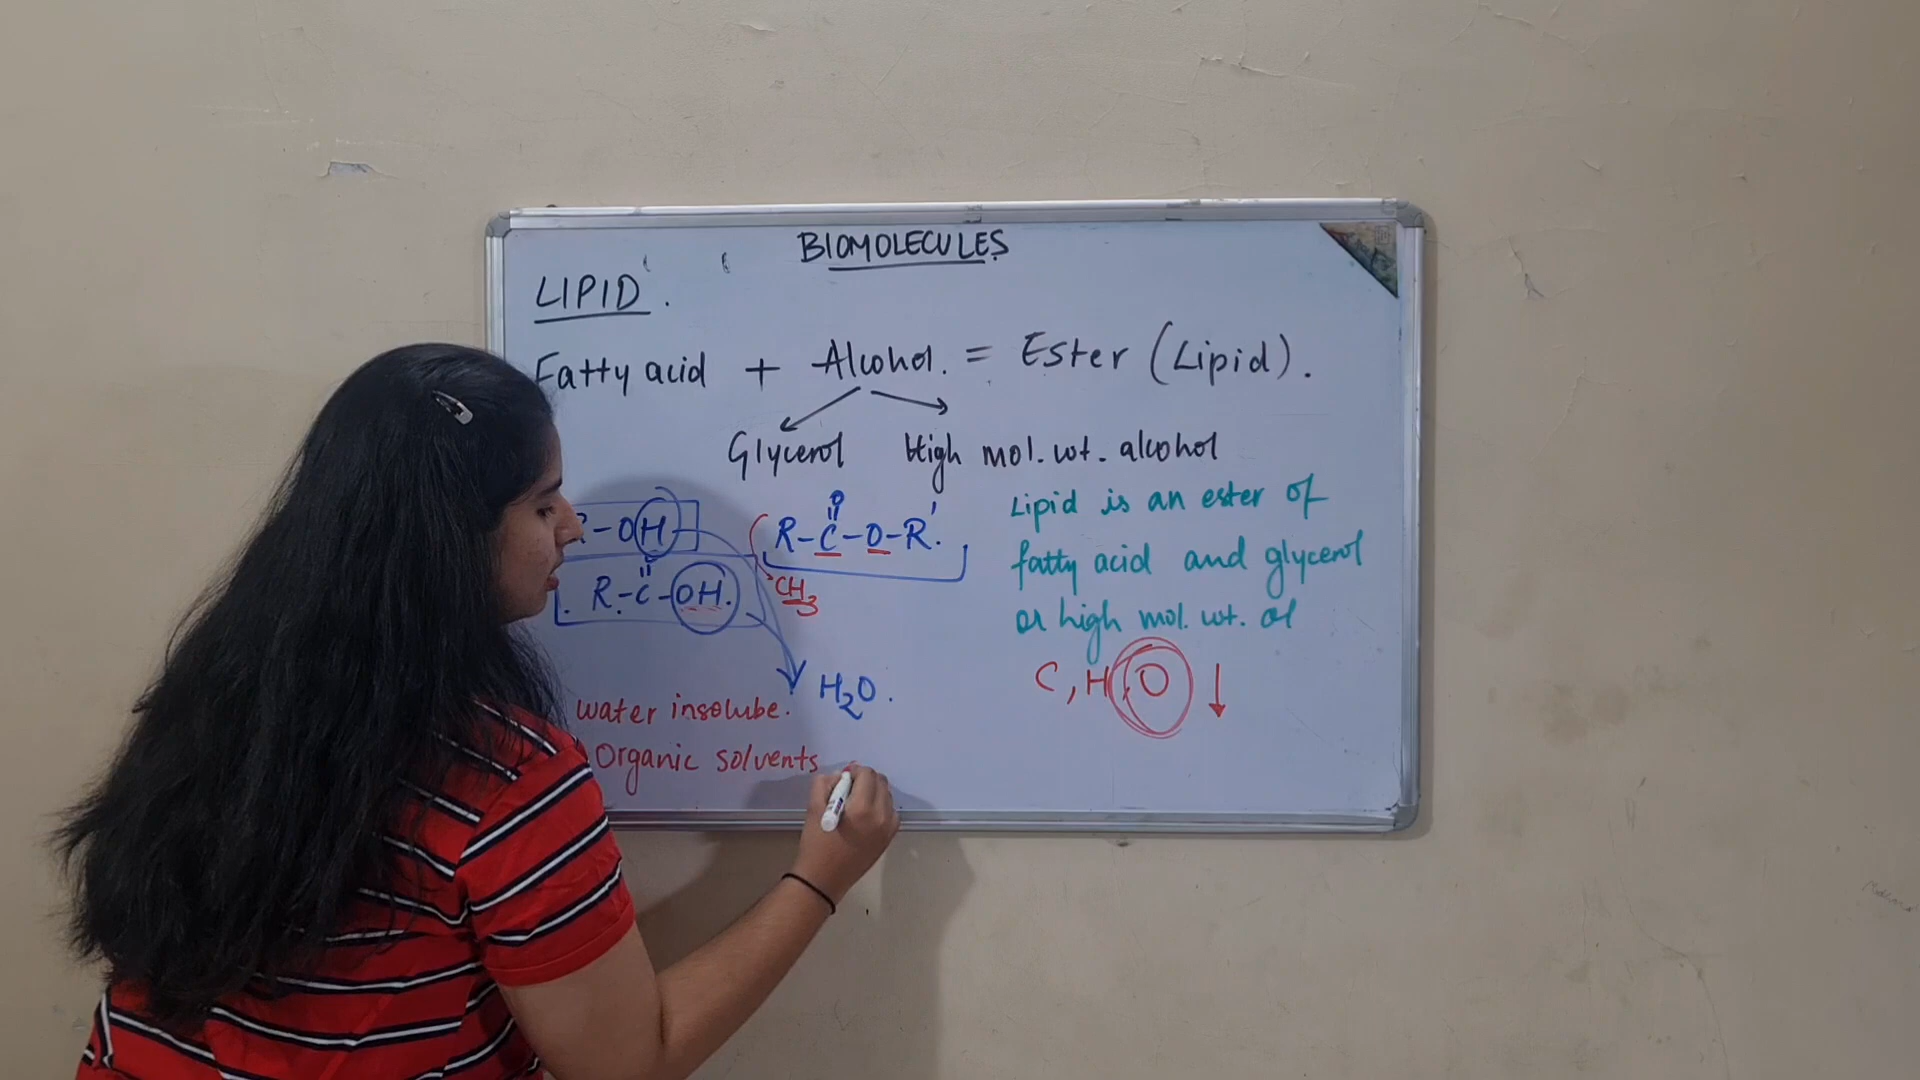 BIOMOLECULES
LIPID.
Fatty acid + Alcohol. = Ester (Lipid).
Glycerol High mol. wt. alcohol
R-OH
O
R-C-O-R'.
R-C-OH.
CH3
H2O.
Lipid is an ester of
fatty acid and glycerol
or high mol. wt. al
C, H, O ↓
water insolube.
Organic solvents